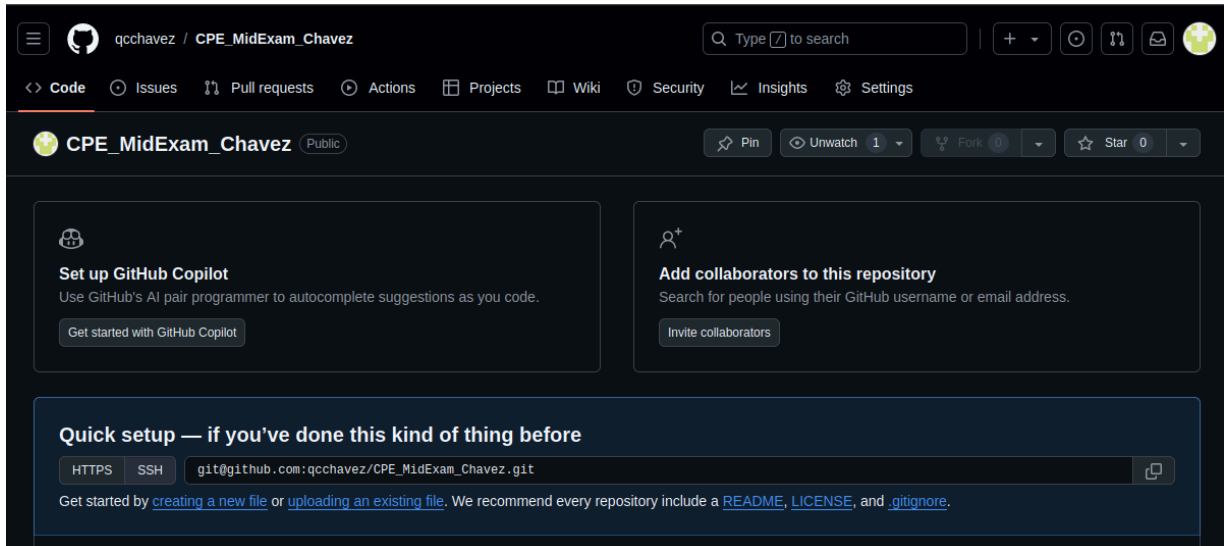 qcchavez / CPE_MidExam_Chavez
Type / to search
Code Issues Pull requests Actions Projects Wiki Security Insights Settings
CPE_MidExam_Chavez Public
Pin Unwatch 1 Fork 0 Star 0
Set up GitHub Copilot
Use GitHub's AI pair programmer to autocomplete suggestions as you code.
Get started with GitHub Copilot
Add collaborators to this repository
Search for people using their GitHub username or email address.
Invite collaborators
Quick setup — if you've done this kind of thing before
HTTPS SSH git@github.com:qcchavez/CPE_MidExam_Chavez.git
Get started by creating a new file or uploading an existing file. We recommend every repository include a README, LICENSE, and .gitignore.